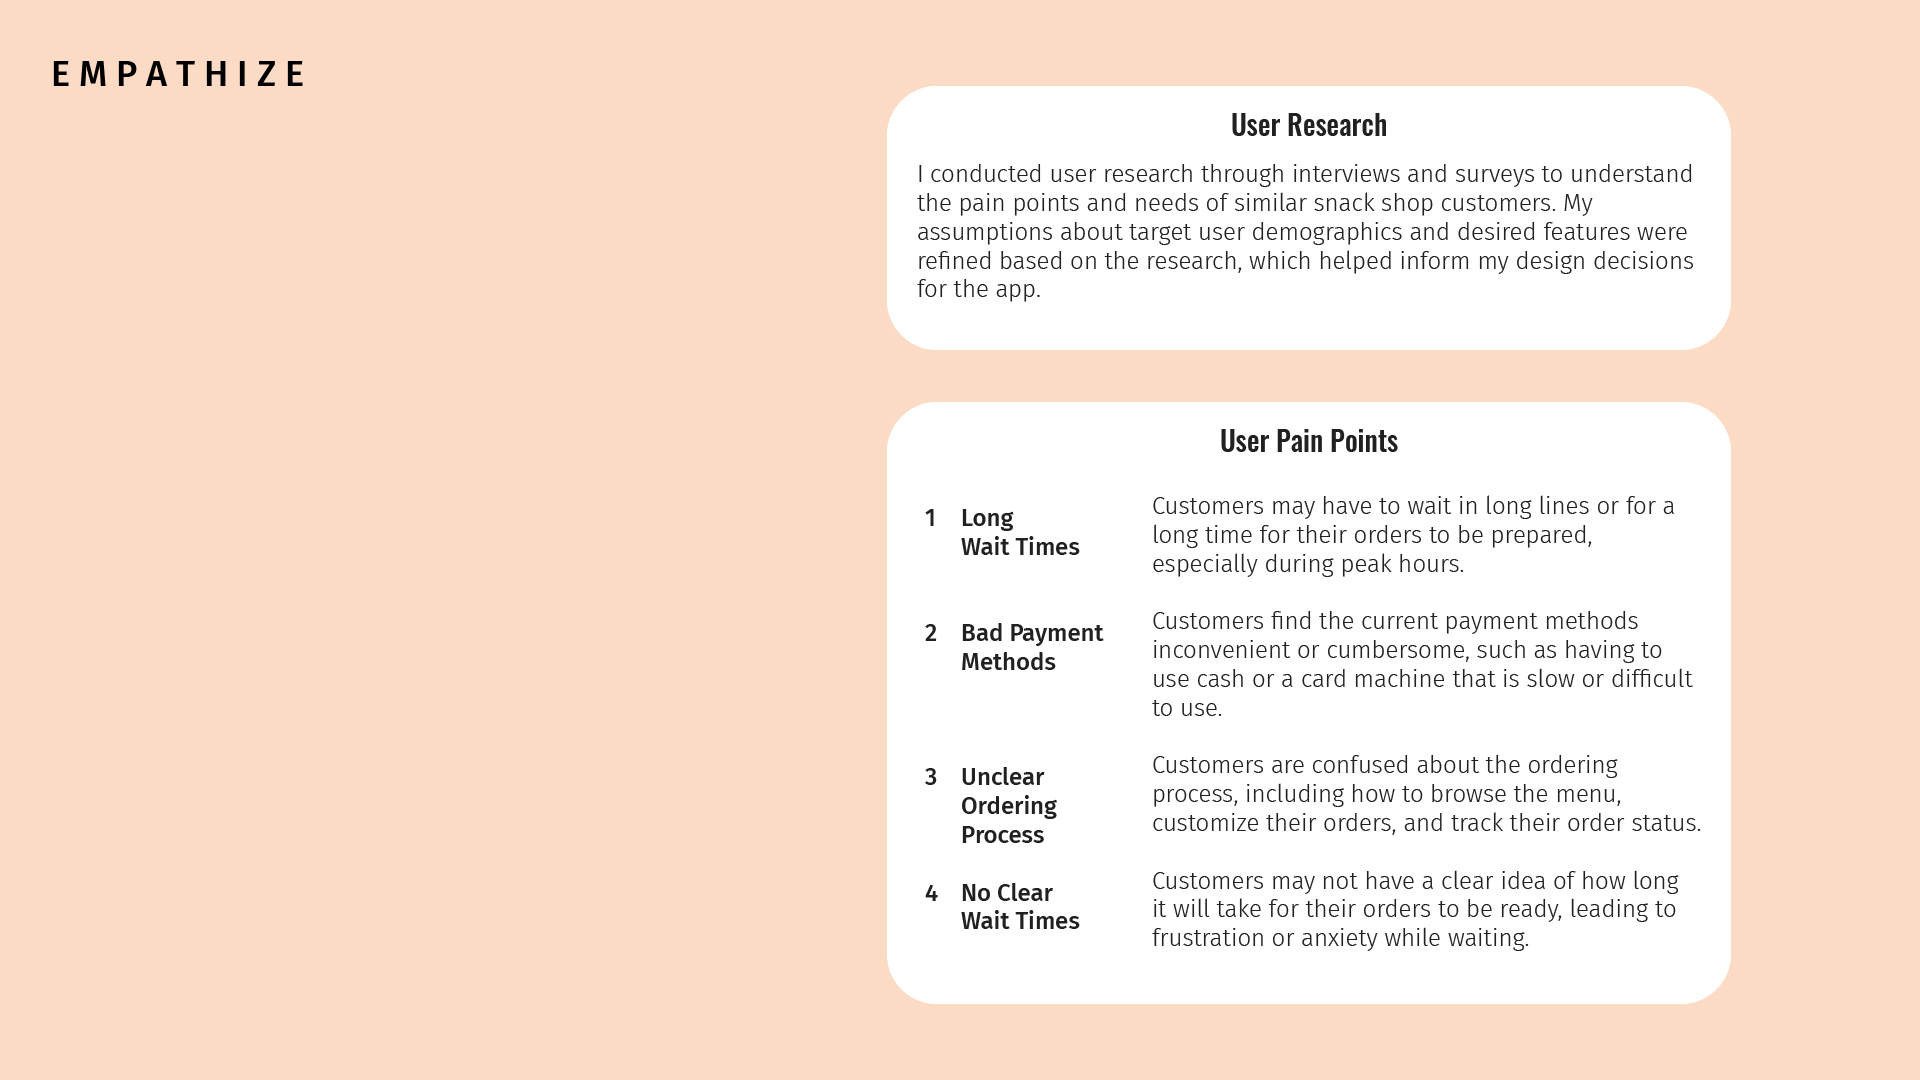 EMPATHIZE
User Research
I conducted user research through interviews and surveys to understand
the pain points and needs of similar snack shop customers. My
assumptions about target user demographics and desired features were
refined based on the research, which helped inform my design decisions
for the app.
User Pain Points
1 Long
Wait Times
Customers may have to wait in long lines or for a
long time for their orders to be prepared,
especially during peak hours.
2 Bad Payment
Methods
Customers find the current payment methods
inconvenient or cumbersome, such as having to
use cash or a card machine that is slow or difficult
to use.
3 Unclear
Ordering
Process
Customers are confused about the ordering
process, including how to browse the menu,
customize their orders, and track their order status.
4 No Clear
Wait Times
Customers may not have a clear idea of how long
it will take for their orders to be ready, leading to
frustration or anxiety while waiting.